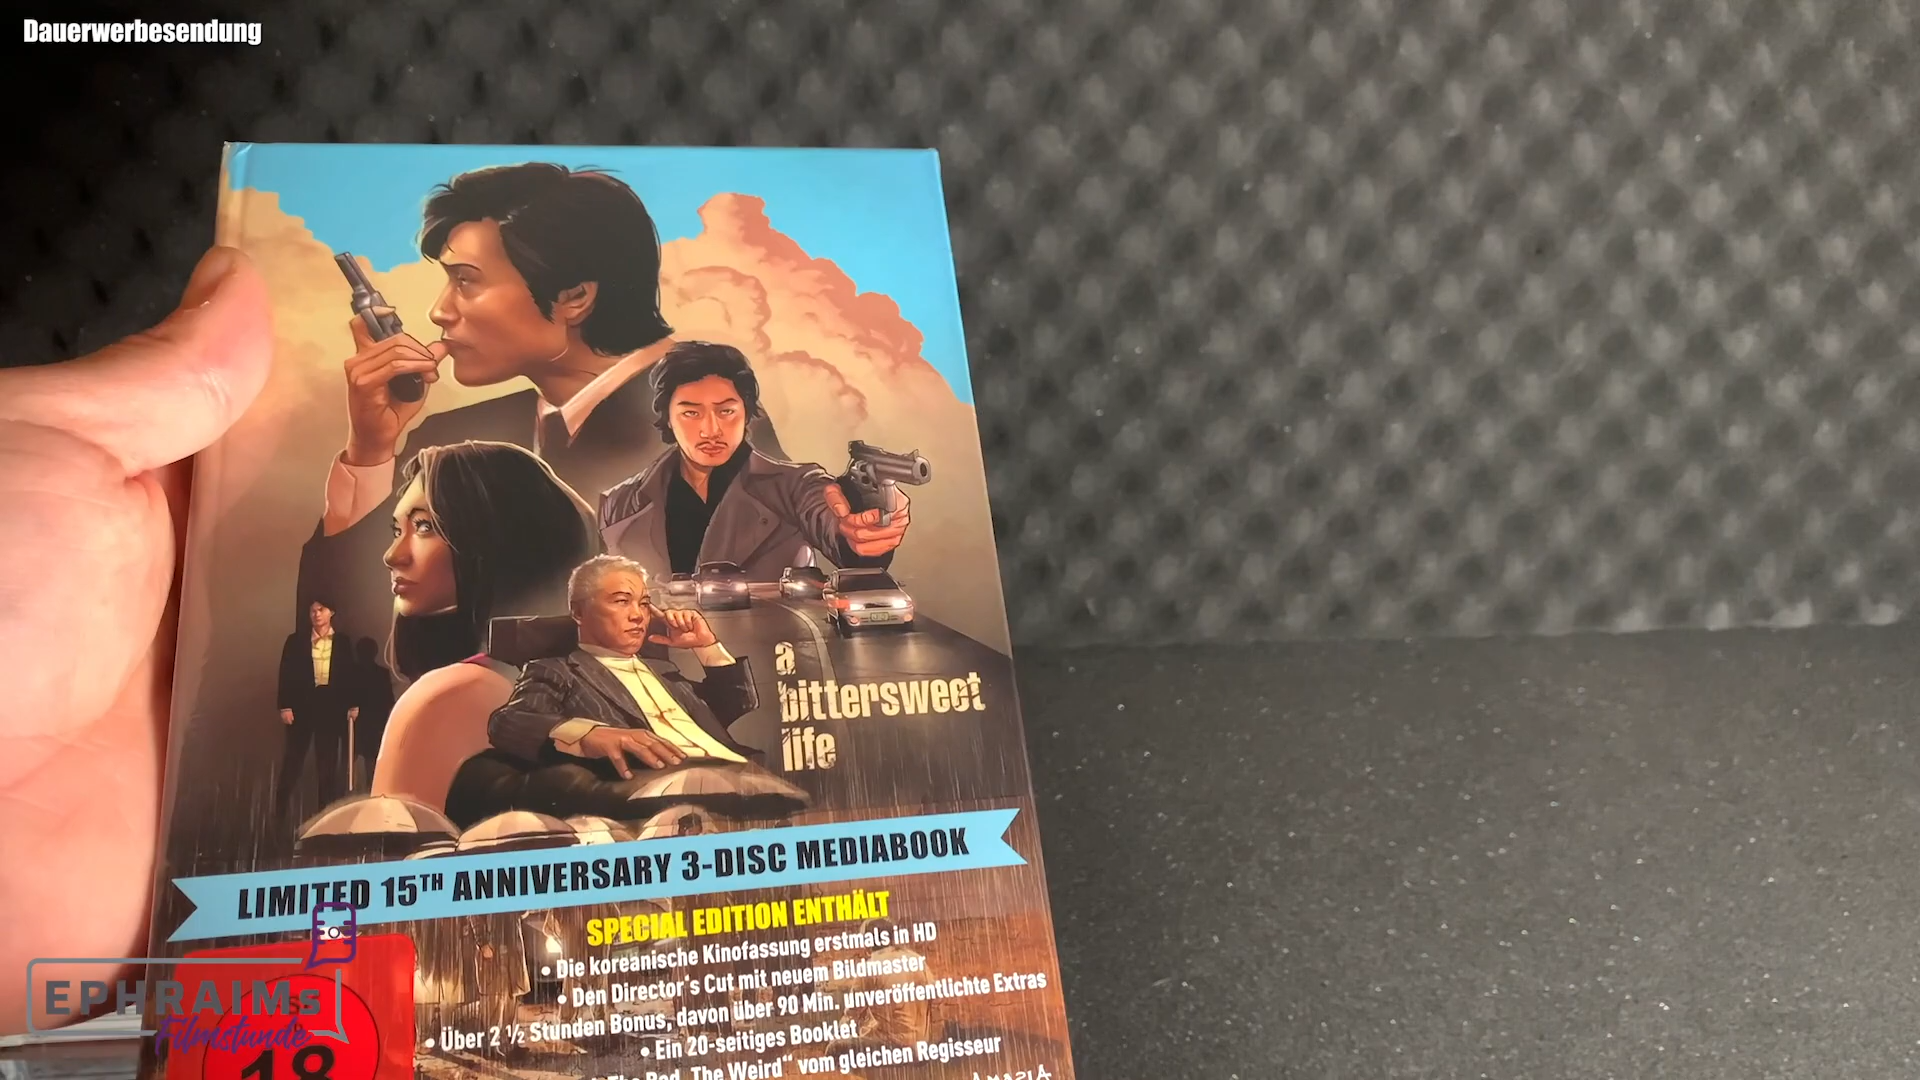 Dauerwerbesendung
a
bittersweet
life
LIMITED 15TH ANNIVERSARY 3-DISC MEDIABOOK
SPECIAL EDITION ENTHÄLT
• Die koreanische Kinofassung erstmals in HD
• Den Director's Cut mit neuem Bildmaster
• Über 2 ½ Stunden Bonus, davon über 90 Min. unveröffentlichte Extras
• Ein 20-seitiges Booklet
The Weird“ vom gleichen Regisseur
EPHRAIMs
Filmstunde
18